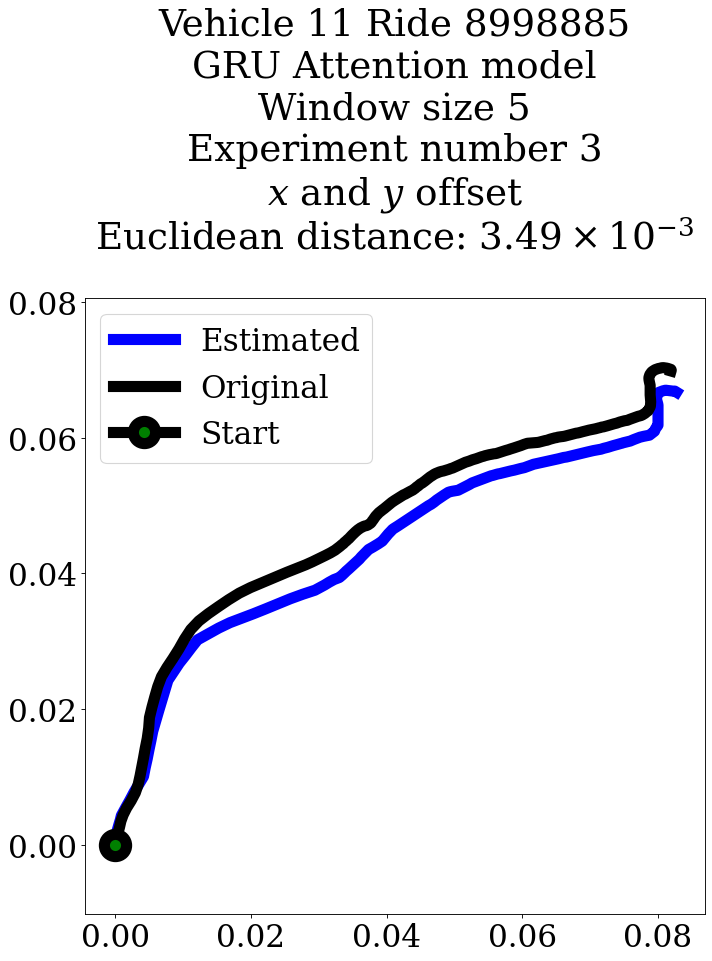 Vehicle 11 Ride 8998885
GRU Attention model
Window size 5
Experiment number 3
x and y offset
Euclidean distance: 3.49 × 10⁻³
0.08
0.06
0.04
0.02
0.00
Estimated
Original
Start
0.00 0.02 0.04 0.06 0.08